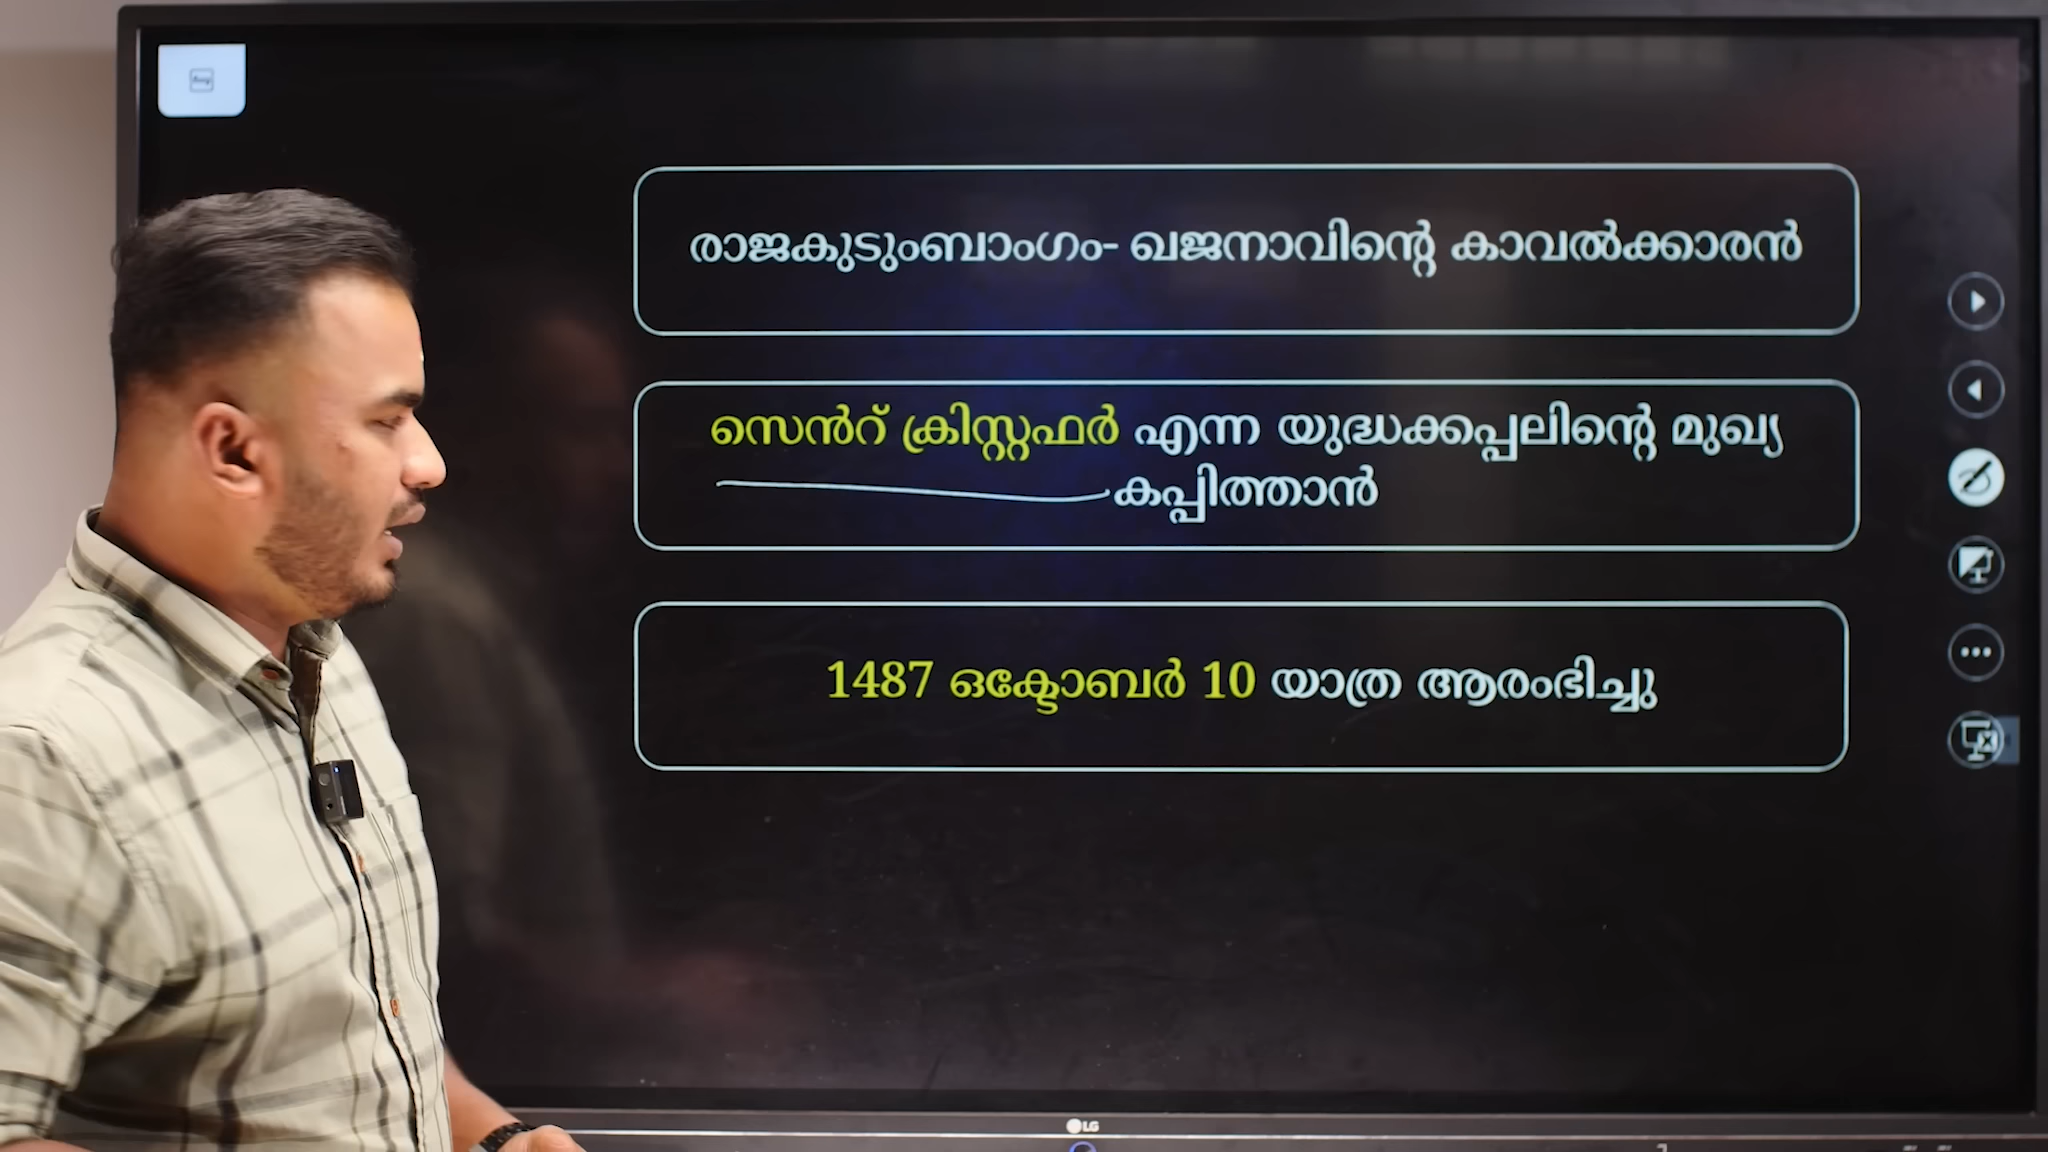 രാജകുടുംബാംഗം- ഖജനാവിന്റെ കാവൽക്കാരൻ
സെൻറ് ക്രിസ്റ്റഫർ എന്ന യുദ്ധക്കപ്പലിന്റെ മുഖ്യ
കപ്പിത്താൻ
1487 ഒക്ടോബർ 10 യാത്ര ആരംഭിച്ചു
LG